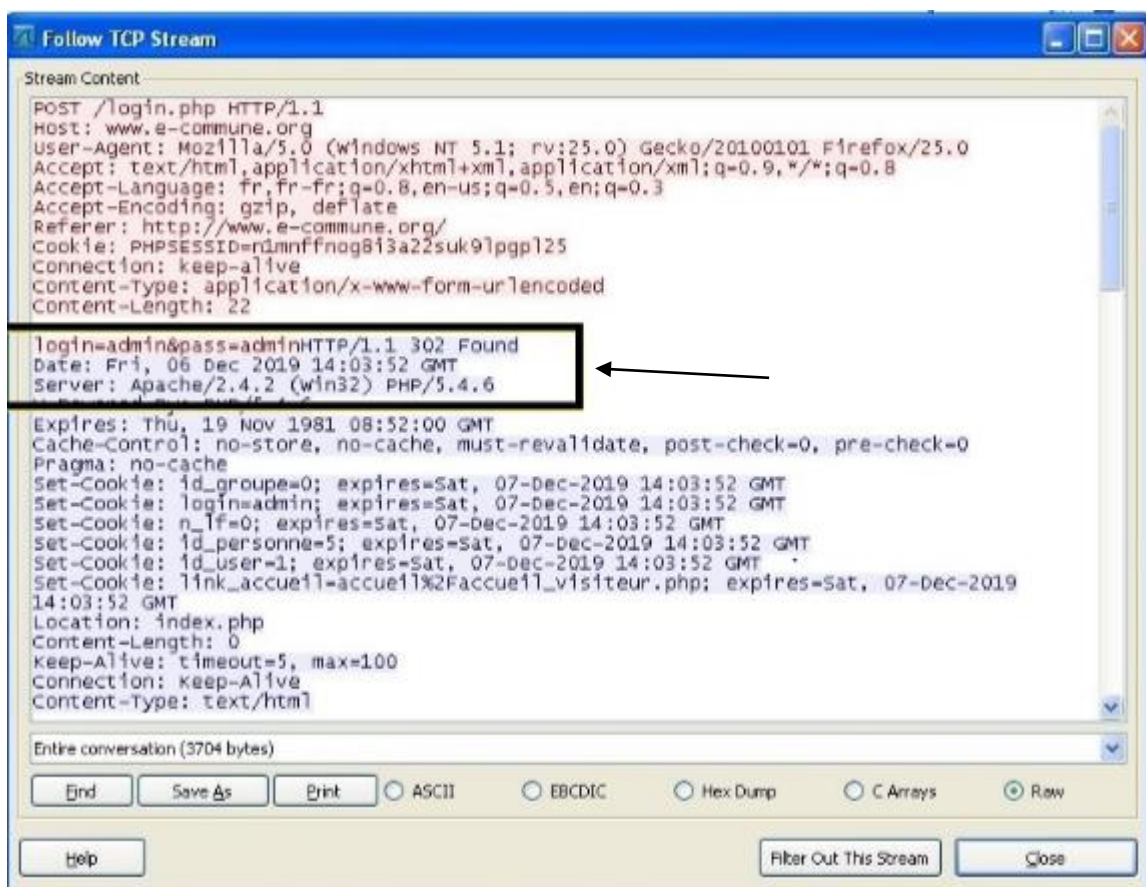 Follow TCP Stream
Stream Content
POST /login.php HTTP/1.1
Host: www.e-commune.org
User-Agent: Mozilla/5.0 (Windows NT 5.1; rv:25.0) Gecko/20100101 Firefox/25.0
Accept: text/html,application/xhtml+xml,application/xml;q=0.9,*/*;q=0.8
Accept-Language: fr,fr-fr;q=0.8,en-us;q=0.5,en;q=0.3
Accept-Encoding: gzip, deflate
Referer: http://www.e-commune.org/
Cookie: PHPSESSID=n1mnffnog8i3a22suk9lpgpl25
Connection: keep-alive
Content-Type: application/x-www-form-urlencoded
Content-Length: 22
login=admin&pass=adminHTTP/1.1 302 Found
Date: Fri, 06 Dec 2019 14:03:52 GMT
Server: Apache/2.4.2 (Win32) PHP/5.4.6
Expires: Thu, 19 Nov 1981 08:52:00 GMT
Cache-Control: no-store, no-cache, must-revalidate, post-check=0, pre-check=0
Pragma: no-cache
Set-Cookie: id_groupe=0; expires=Sat, 07-Dec-2019 14:03:52 GMT
Set-Cookie: login=admin; expires=Sat, 07-Dec-2019 14:03:52 GMT
Set-Cookie: n_lf=0; expires=Sat, 07-Dec-2019 14:03:52 GMT
Set-Cookie: id_personne=5; expires=Sat, 07-Dec-2019 14:03:52 GMT
Set-Cookie: id_user=1; expires=Sat, 07-Dec-2019 14:03:52 GMT
Set-Cookie: link_accueil=accueil%2Faccueil_visiteur.php; expires=Sat, 07-Dec-2019
14:03:52 GMT
Location: index.php
Content-Length: 0
Keep-Alive: timeout=5, max=100
Connection: Keep-Alive
Content-Type: text/html
Entire conversation (3704 bytes)
Find Save As Print ASCII EBCDIC Hex Dump C Arrays Raw
Help Filter Out This Stream Close